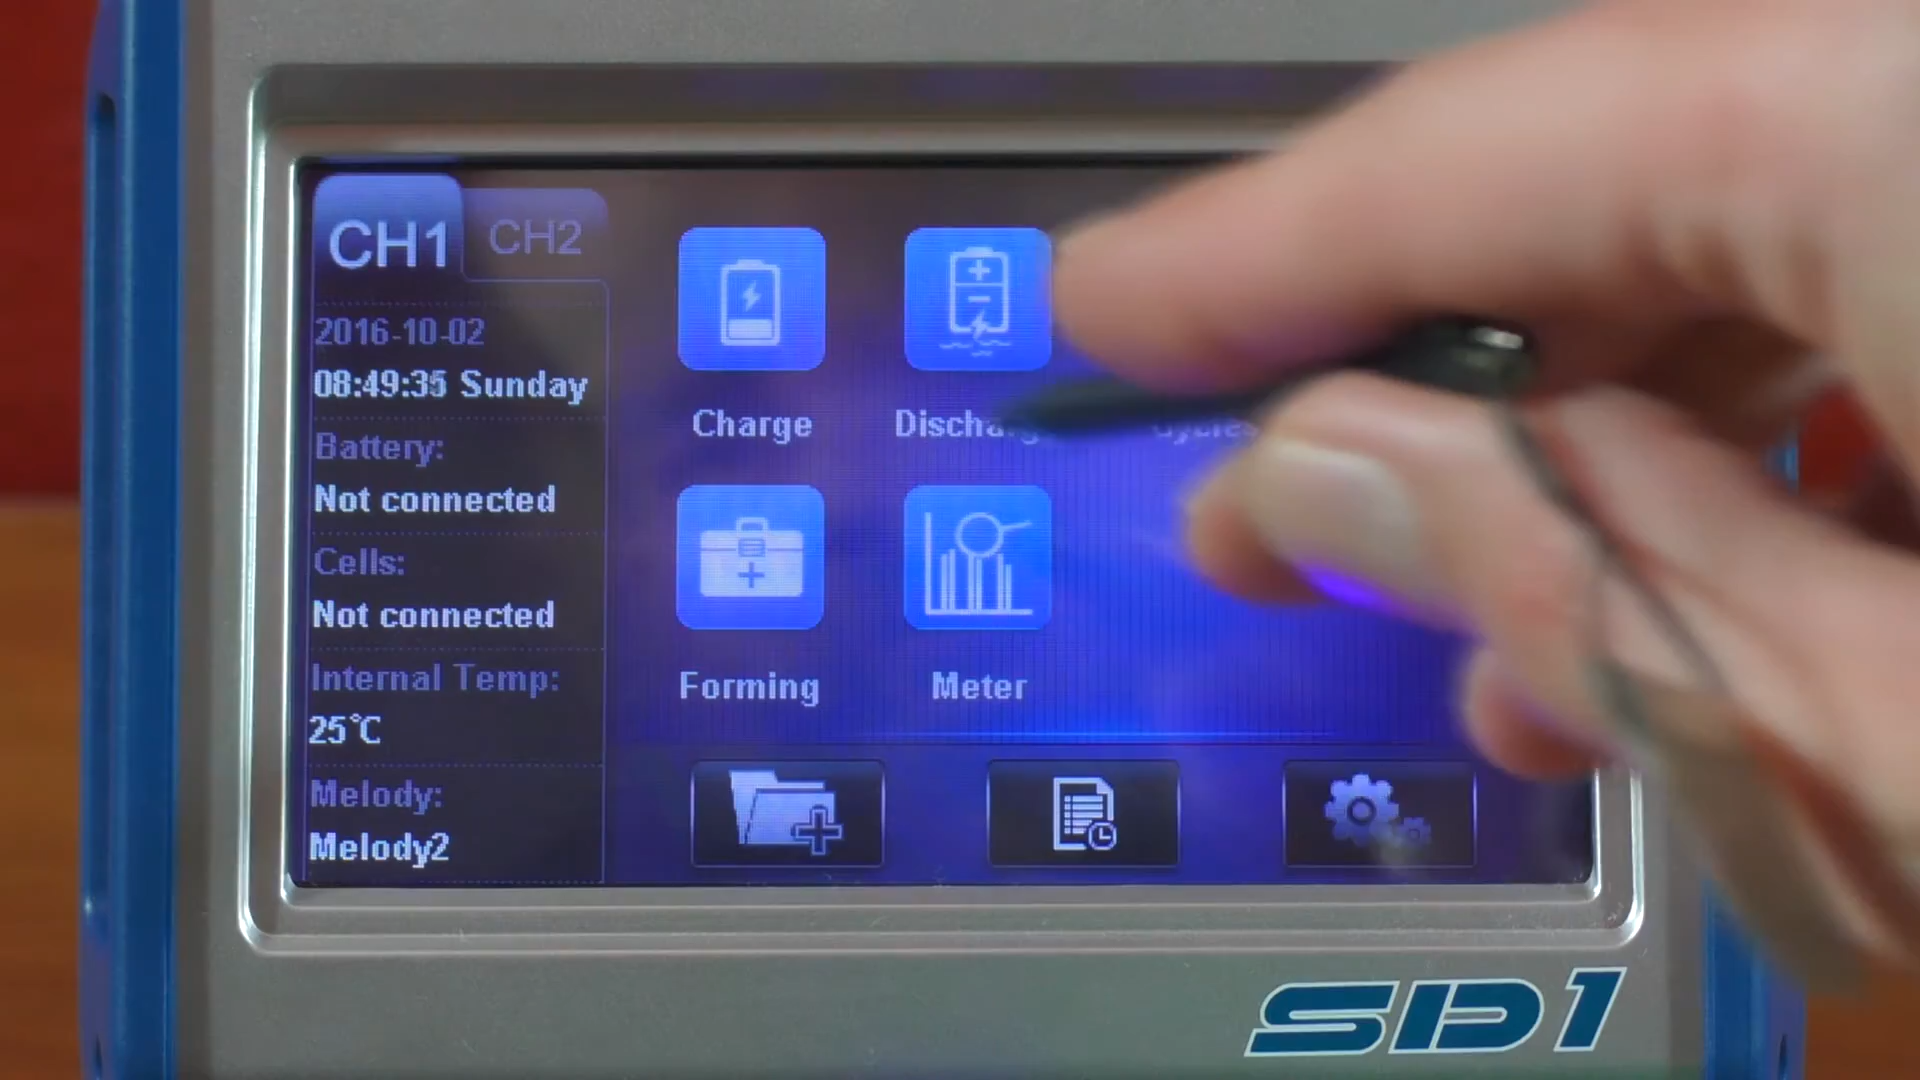 CH1 CH2
2016-10-02
08:49:35 Sunday
Battery:
Not connected
Cells:
Not connected
Internal Temp:
25℃
Melody:
Melody2
Charge
Cycles
Forming
Meter
SD1